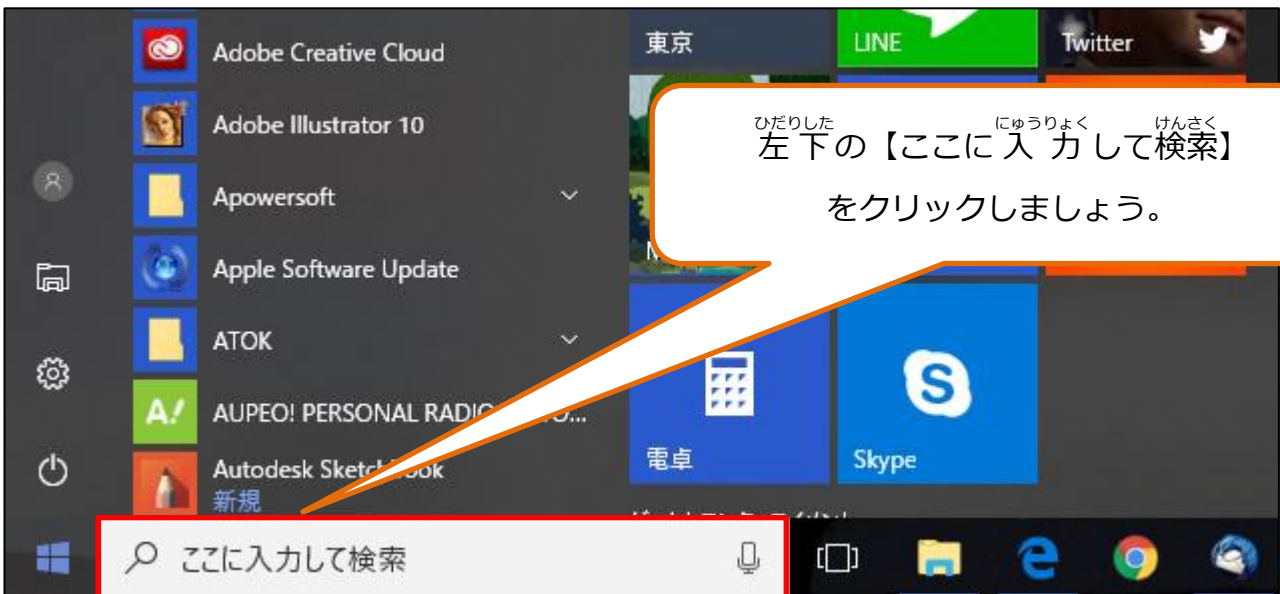 Adobe Creative Cloud
Adobe Illustrator 10
Apowersoft
Apple Software Update
ATOK
AUPEO! PERSONAL RADIO
Autodesk SketchBook
新規
東京
LINE
Twitter
ひだりした にゅうりょく けんさく
左下の【ここに入力して検索】
をクリックしましょう。
電卓
Skype
ここに入力して検索